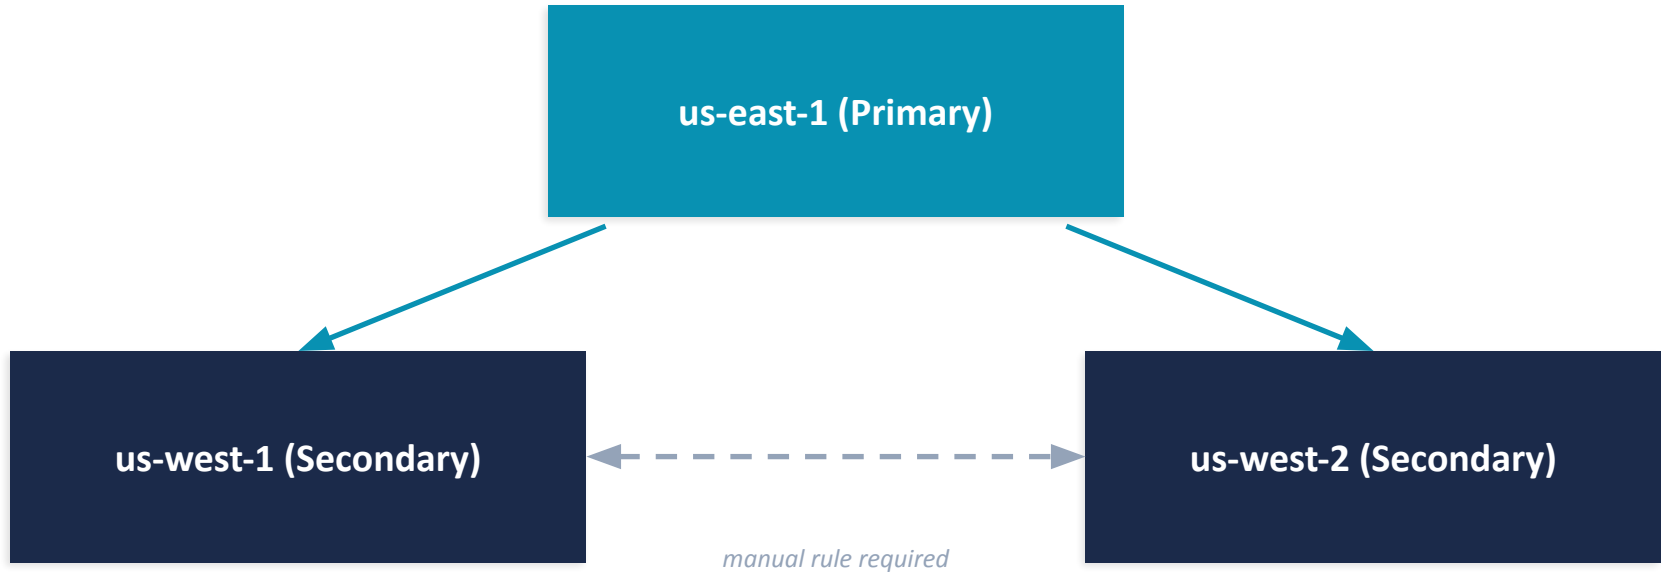 us-east-1 (Primary)
us-west-1 (Secondary)
us-west-2 (Secondary)
manual rule required